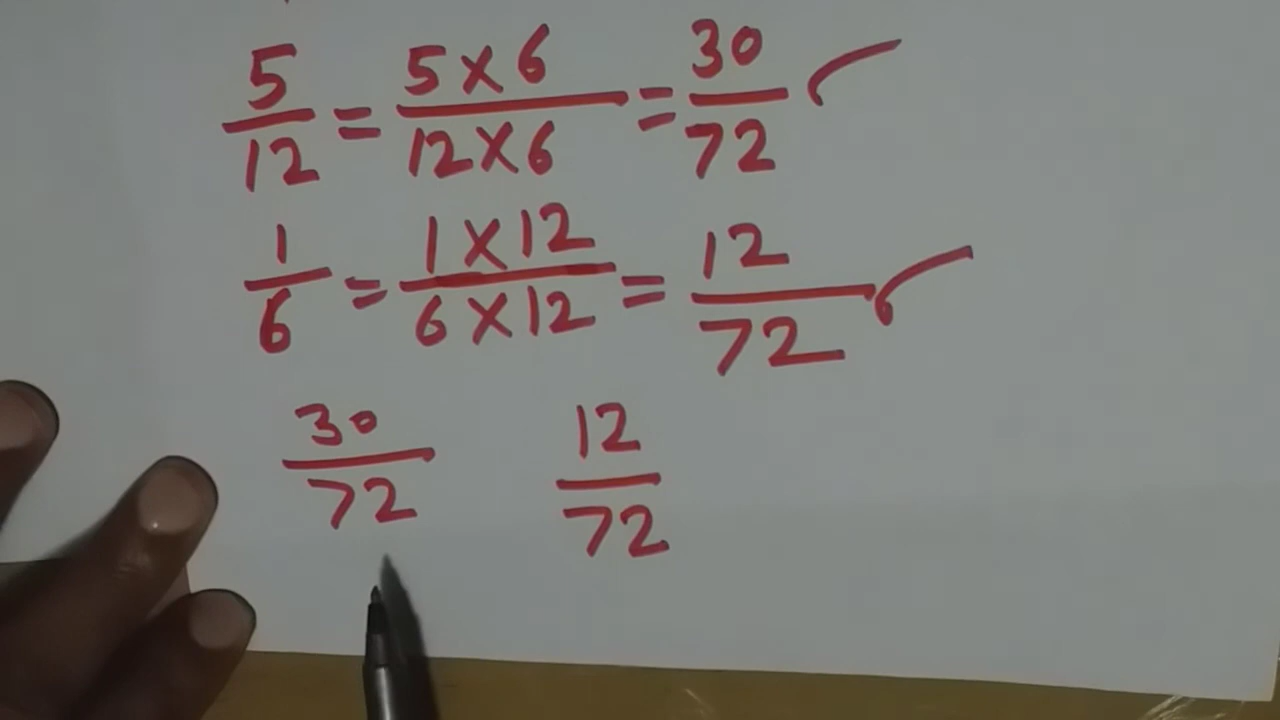 5/12 = 5×6/12×6 = 30/72
1/6 = 1×12/6×12 = 12/72
30/72 12/72